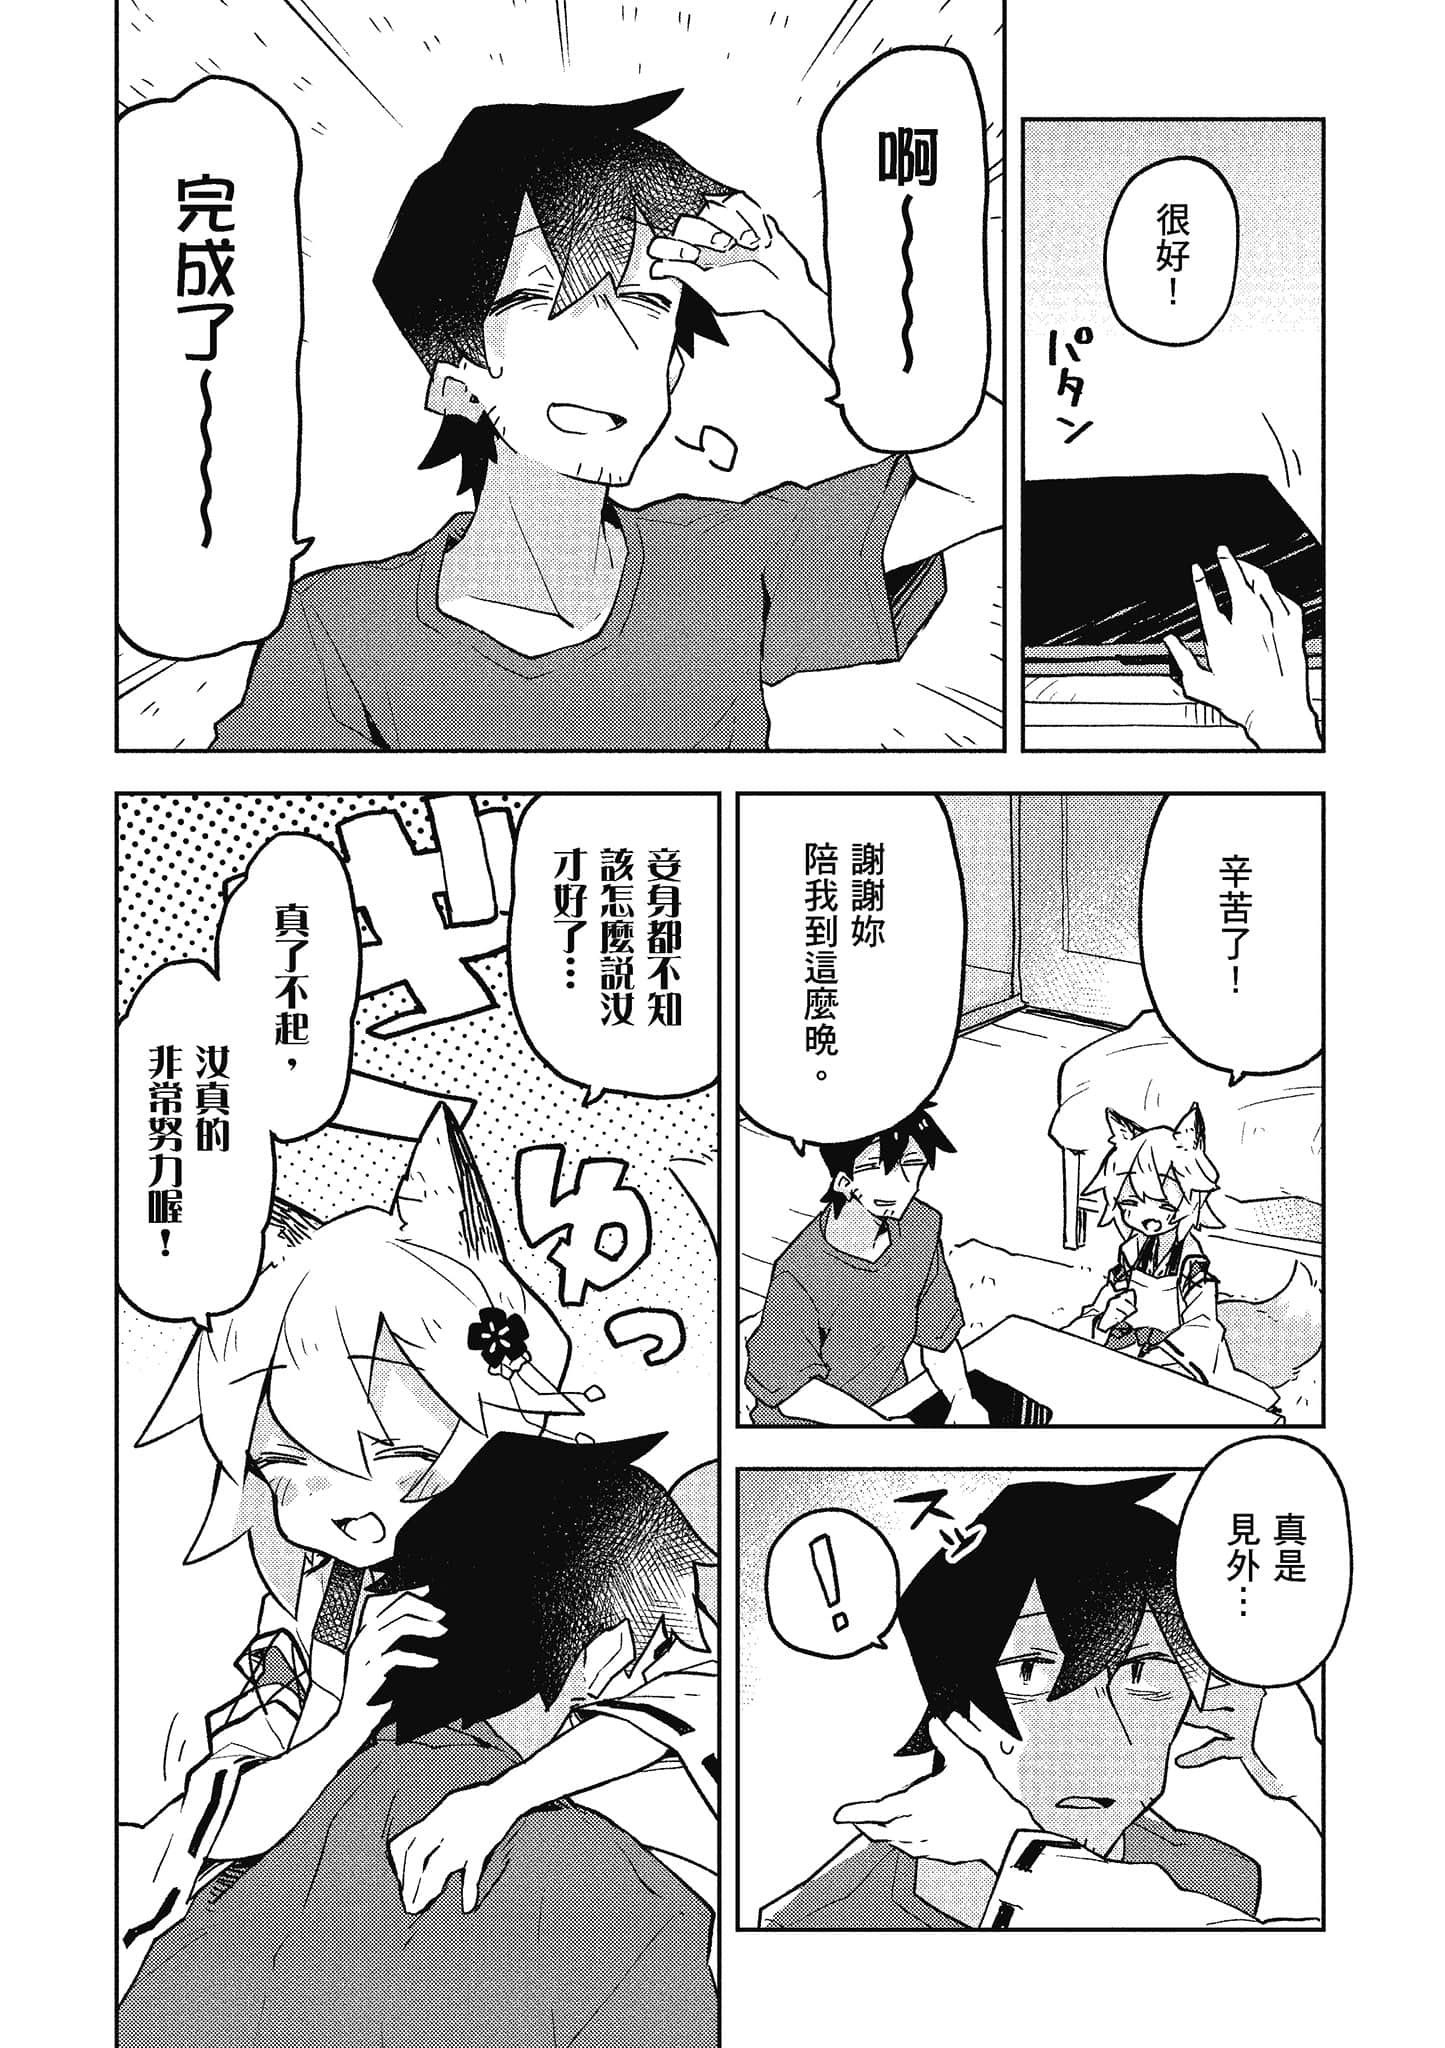 很好！
パタン
啊～～～
完成了～～～
辛苦了！
謝謝妳
陪我到這麼晚。
真是
見外…
スッ
！
妾身都不知
該怎麼說汝
才好了…
真了不起，
汝真的
非常努力喔！
ぎゅっ